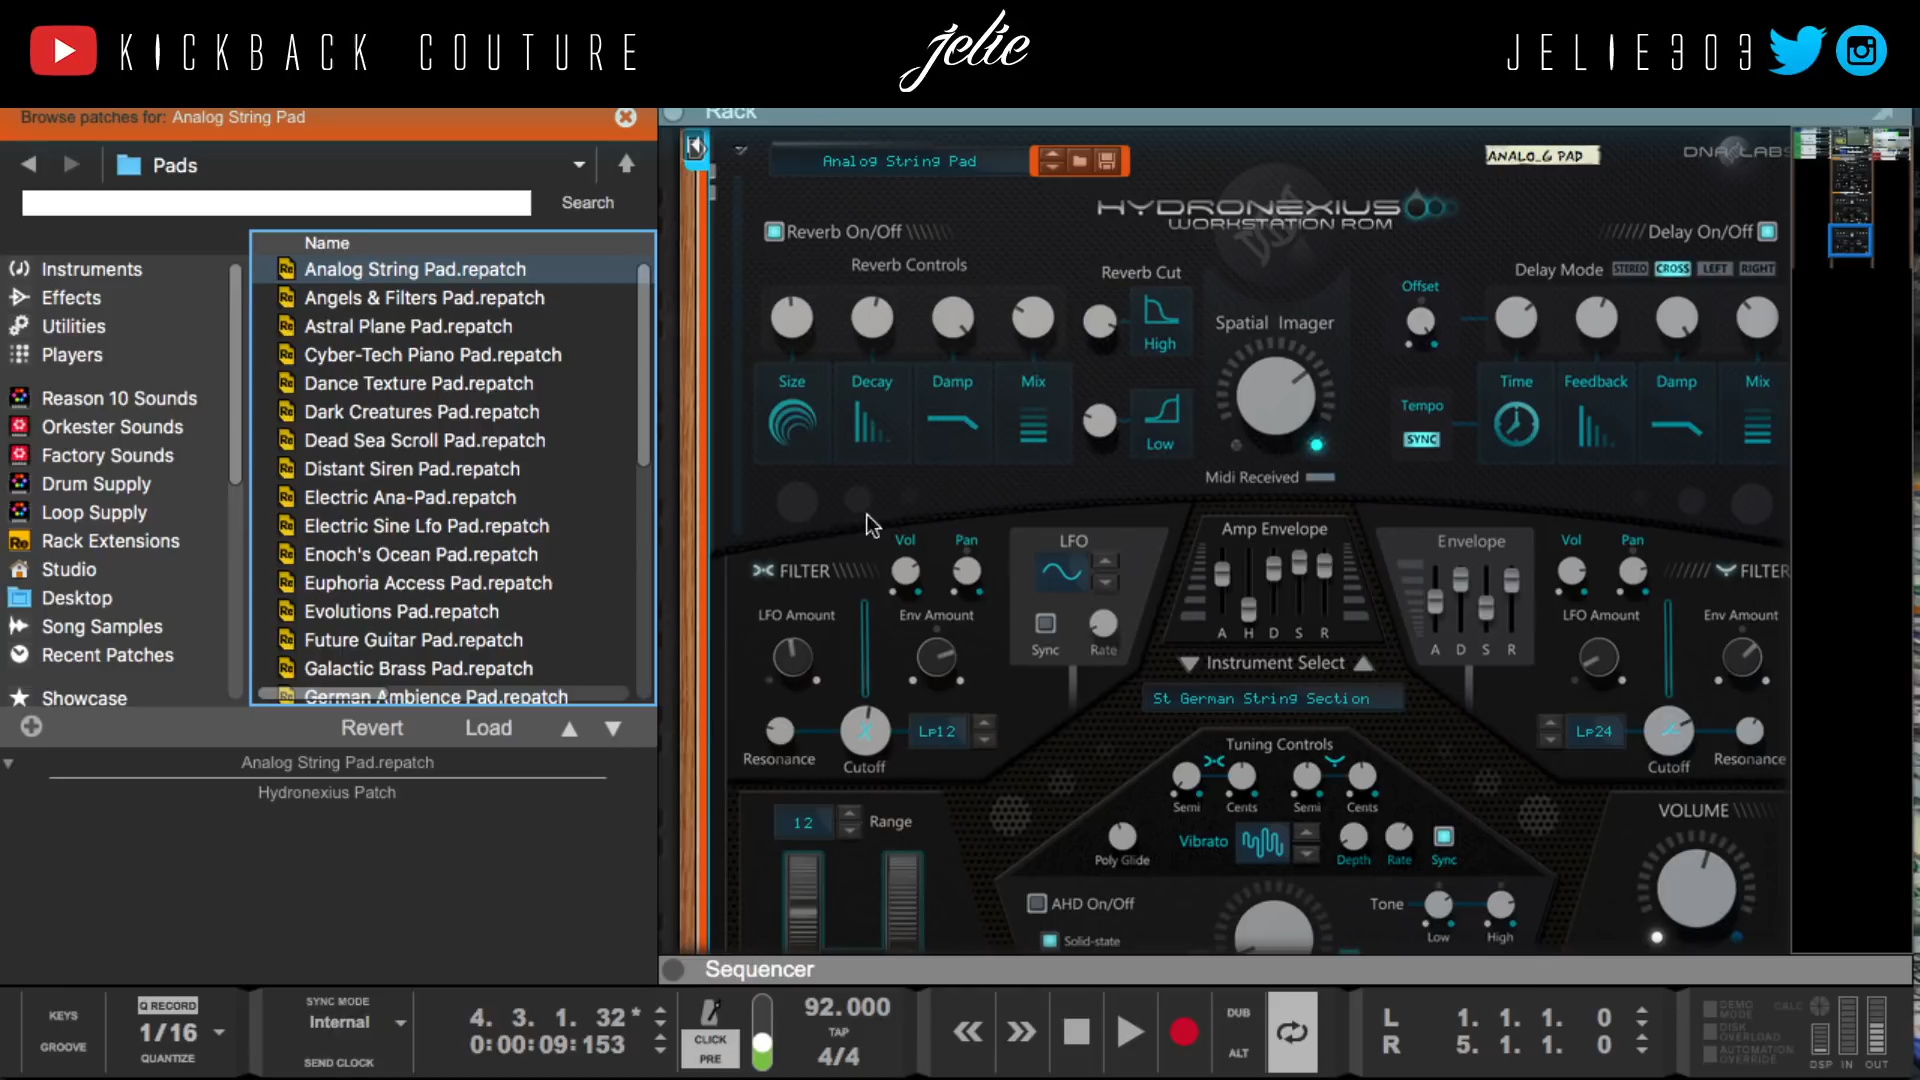 KICKBACK COUTURE
jelie
JELIE303
Browse patches for: Analog String Pad
Pads
Search
Name
Instruments
Effects
Utilities
Players
Reason 10 Sounds
Orkester Sounds
Factory Sounds
Drum Supply
Loop Supply
Rack Extensions
Studio
Desktop
Song Samples
Recent Patches
Showcase
Analog String Pad.repatch
Angels & Filters Pad.repatch
Astral Plane Pad.repatch
Cyber-Tech Piano Pad.repatch
Dance Texture Pad.repatch
Dark Creatures Pad.repatch
Dead Sea Scroll Pad.repatch
Distant Siren Pad.repatch
Electric Ana-Pad.repatch
Electric Sine Lfo Pad.repatch
Enoch's Ocean Pad.repatch
Euphoria Access Pad.repatch
Evolutions Pad.repatch
Future Guitar Pad.repatch
Galactic Brass Pad.repatch
German Ambience Pad.repatch
Revert Load
Analog String Pad.repatch
Hydronexius Patch
Rack
Analog String Pad
ANALO_G PAD
DNA LABS
HYDRONEXIUS
WORKSTATION ROM
Reverb On/Off
Delay On/Off
Reverb Controls
Reverb Cut
Delay Mode STEREO CROSS LEFT RIGHT
Offset
Spatial Imager
High
Size Decay Damp Mix
Time Feedback Damp Mix
Tempo
SYNC
Low
Midi Received
FILTER
Vol Pan
LFO
Amp Envelope
Envelope
Vol Pan
FILTER
LFO Amount
Env Amount
Sync Rate
A H D S R
A D S R
LFO Amount
Env Amount
Instrument Select
St German String Section
Lp12
Lp24
Resonance
Cutoff
Cutoff
Resonance
Tuning Controls
Semi Cents Semi Cents
12 Range
Poly Glide
Vibrato
Depth Rate Sync
VOLUME
AHD On/Off
Solid-state
Tone
Low High
Sequencer
KEYS
GROOVE
Q RECORD
1/16
QUANTIZE
SYNC MODE
Internal
SEND CLOCK
4. 3. 1. 32 *
0:00:09:153
CLICK
PRE
92.000
TAP
4/4
DUB
ALT
L 1. 1. 1. 0
R 5. 1. 1. 0
DEMO MODE
DISK OVERLOAD
AUTOMATION OVERRIDE
CALC
DSP IN OUT